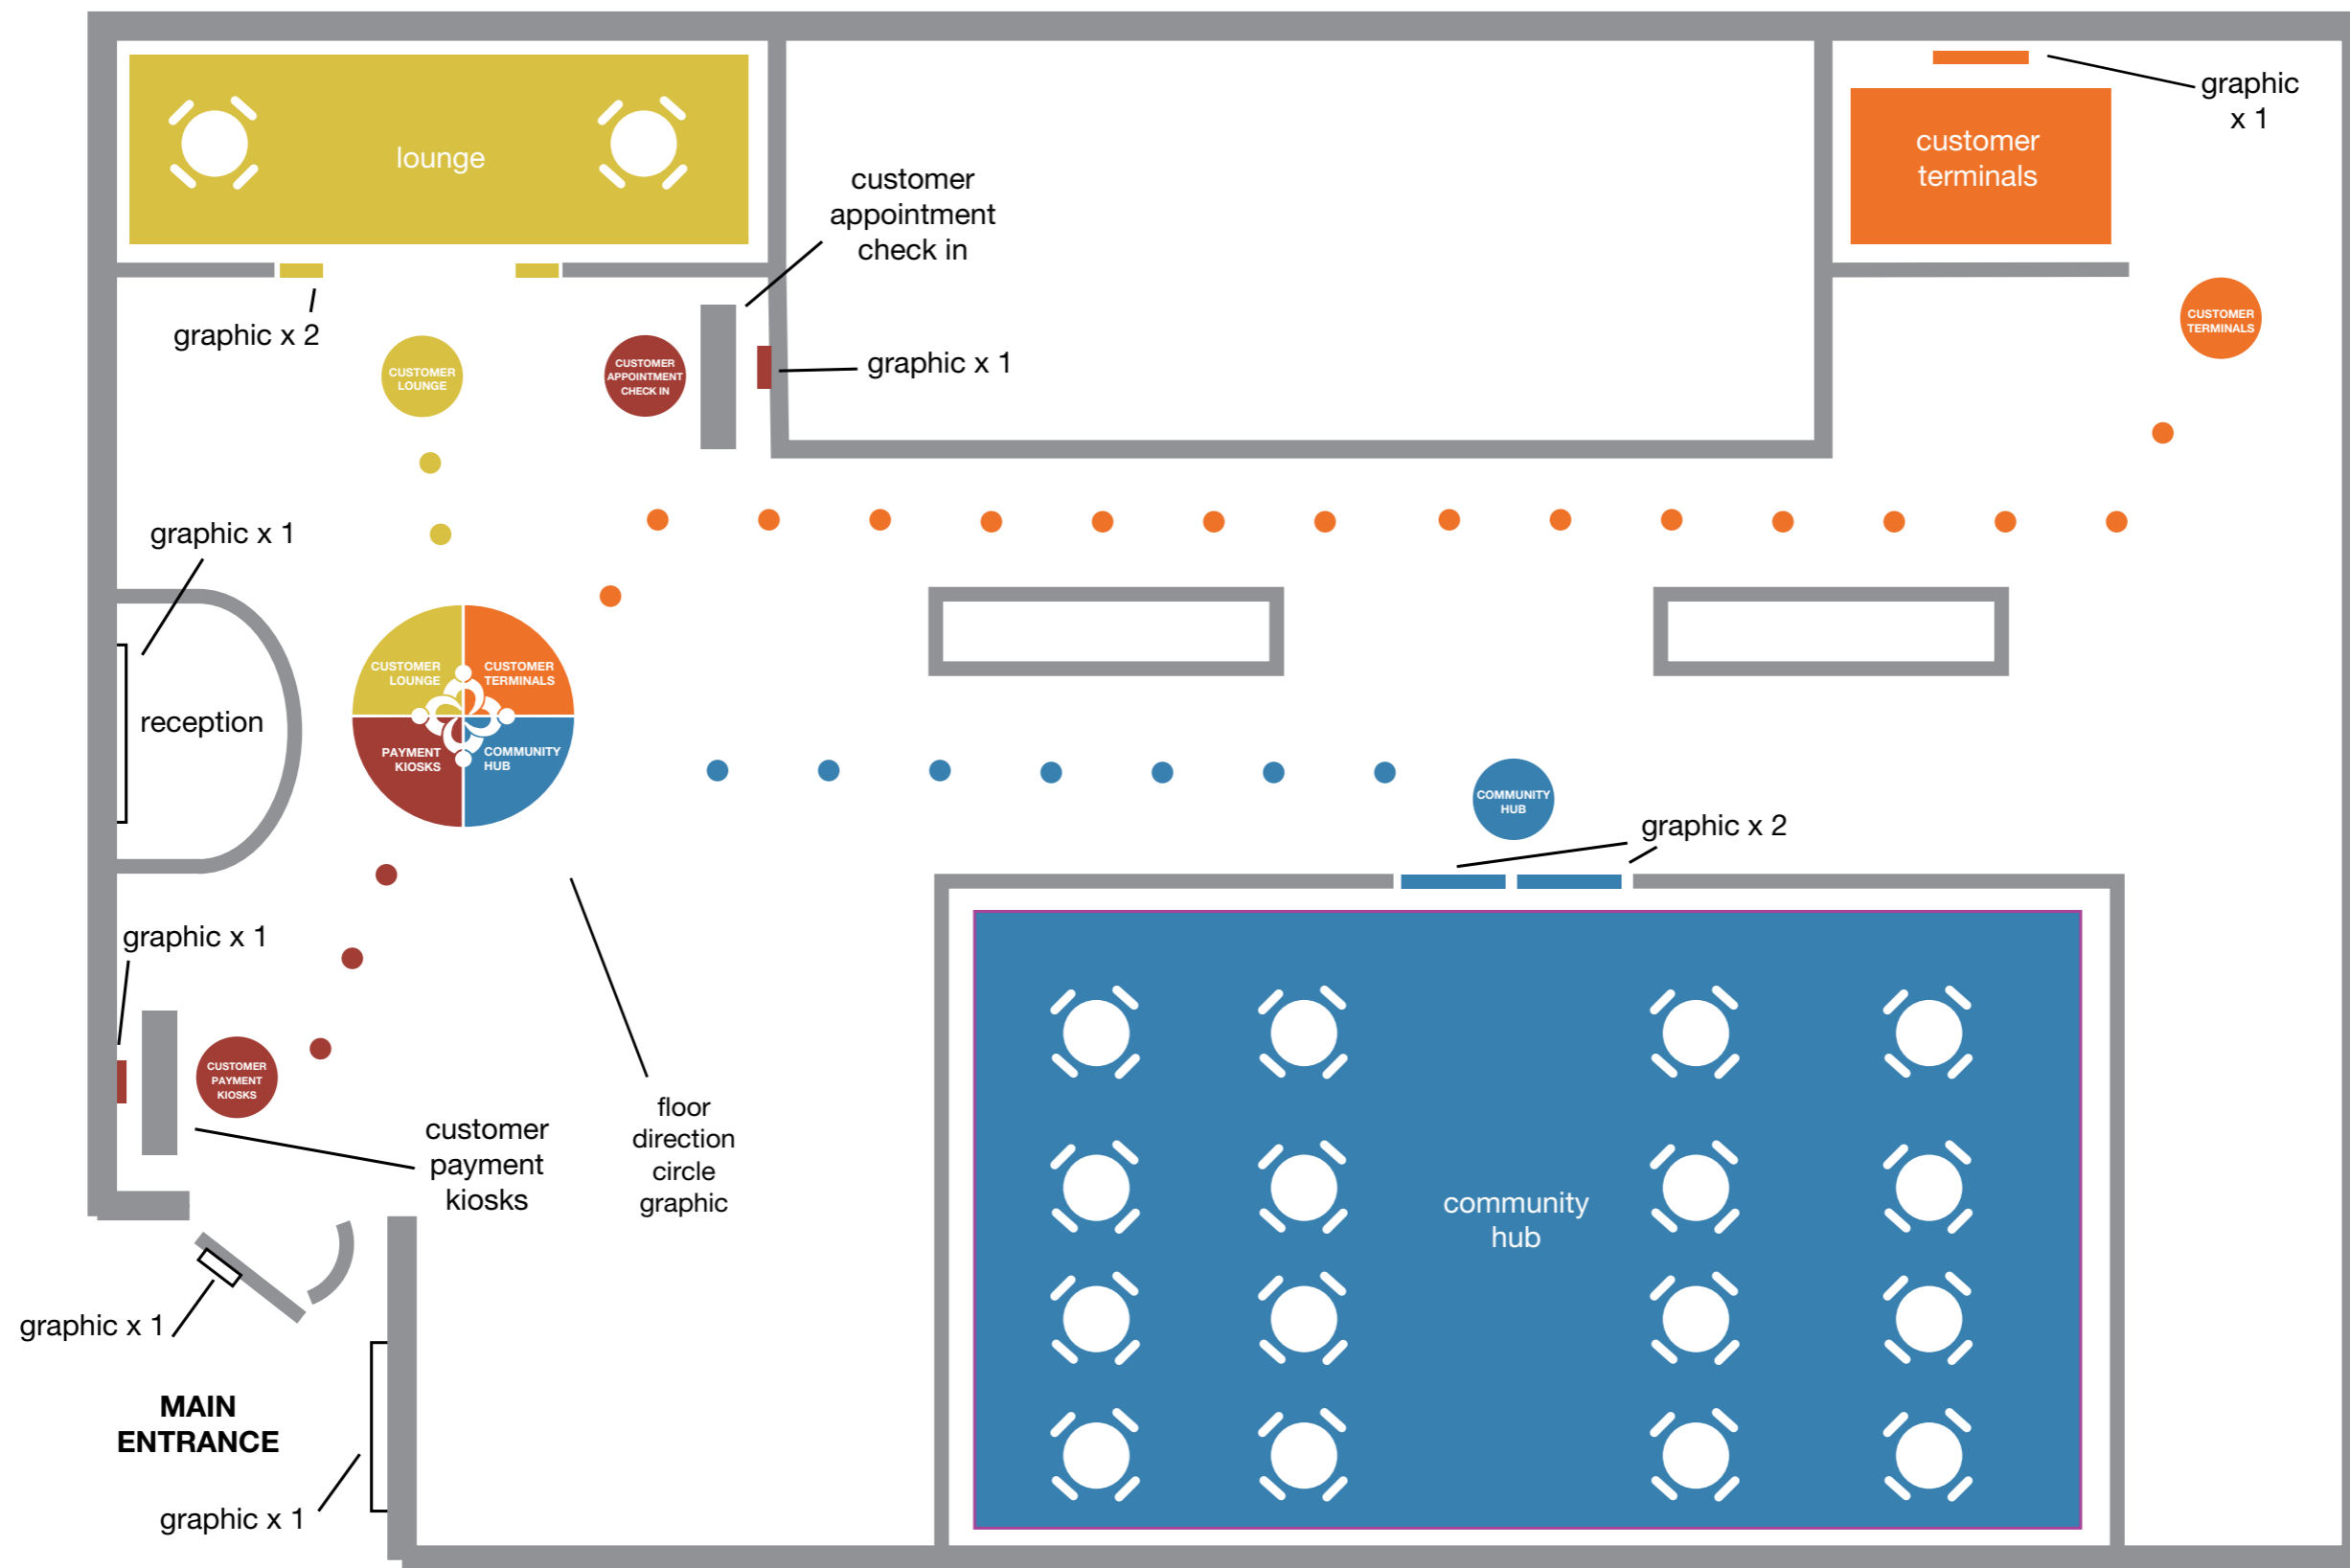 graphic
x 1
customer
terminals
lounge
customer
appointment
check in
graphic x 2
CUSTOMER
TERMINALS
CUSTOMER
LOUNGE
CUSTOMER
APPOINTMENT
CHECK IN
graphic x 1
graphic x 1
CUSTOMER
LOUNGE
CUSTOMER
TERMINALS
reception
PAYMENT
KIOSKS
COMMUNITY
HUB
COMMUNITY
HUB
graphic x 2
graphic x 1
CUSTOMER
PAYMENT
KIOSKS
customer
payment
kiosks
floor
direction
circle
graphic
community
hub
graphic x 1
MAIN
ENTRANCE
graphic x 1